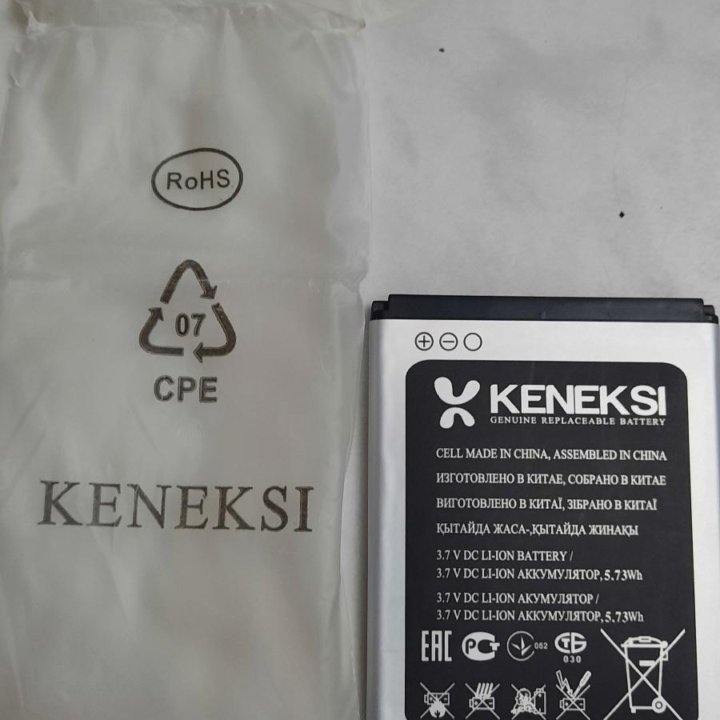 RoHS
07
CPE
KENEKSI
KENEKSI
GENUINE REPLACEABLE BATTERY
CELL MADE IN CHINA, ASSEMBLED IN CHINA
ИЗГОТОВЛЕНО В КИТАЕ, СОБРАНО В КИТАЕ
ВИГОТОВЛЕНО В КИТАЇ, ЗІБРАНО В КИТАЇ
ҚЫТАЙДА ЖАСА-,ҚЫТАЙДА ЖИНАҚЫ
3.7 V DC LI-ION BATTERY /
3.7 V DC LI-ION АККУМУЛЯТОР, 5.73Wh
3.7 V DC LI-ION АКУМУЛЯТОР /
3.7 V DC LI-ION АККУМУЛЯТОР, 5.73Wh
EAC РСТ 062 030